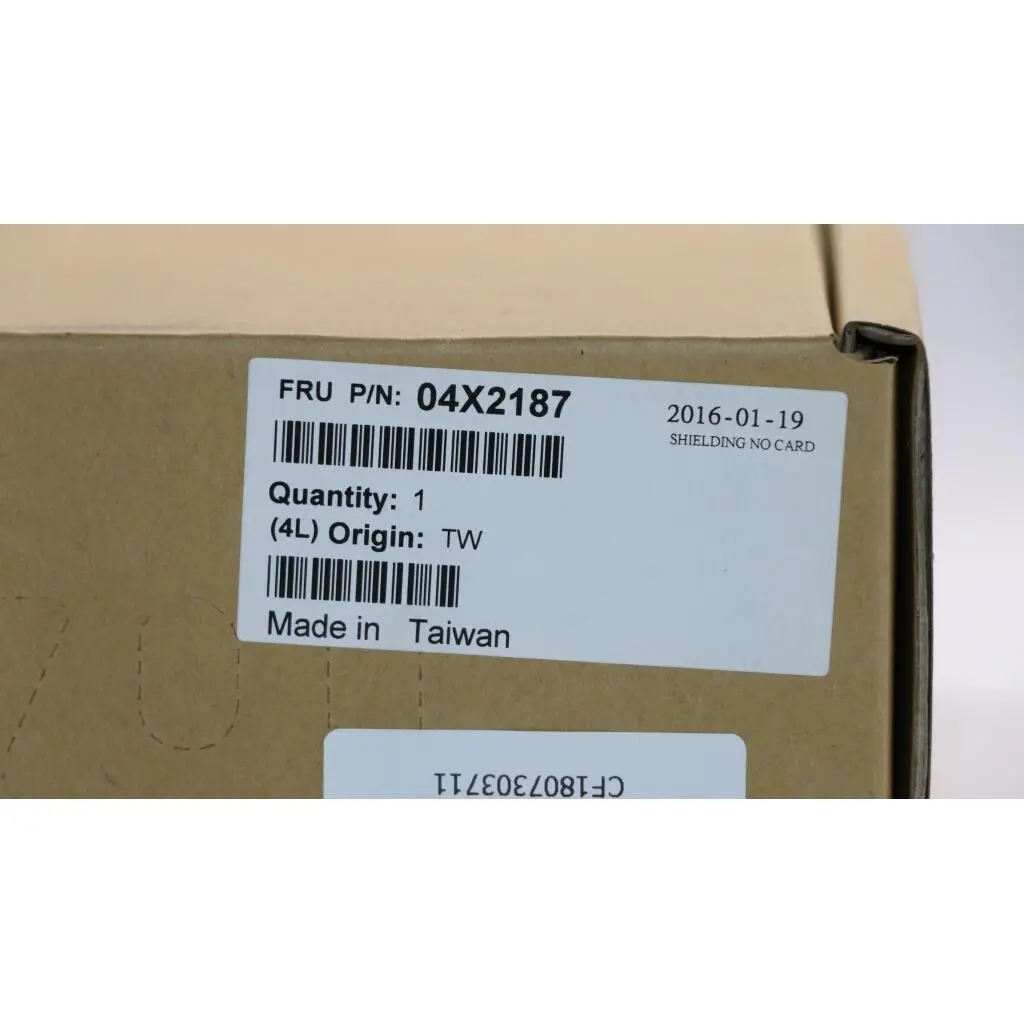 FRU P/N: 04X2187
2016-01-19
SHIELDING NO CARD
Quantity: 1
(4L) Origin: TW
Made in Taiwan
CF1807303711